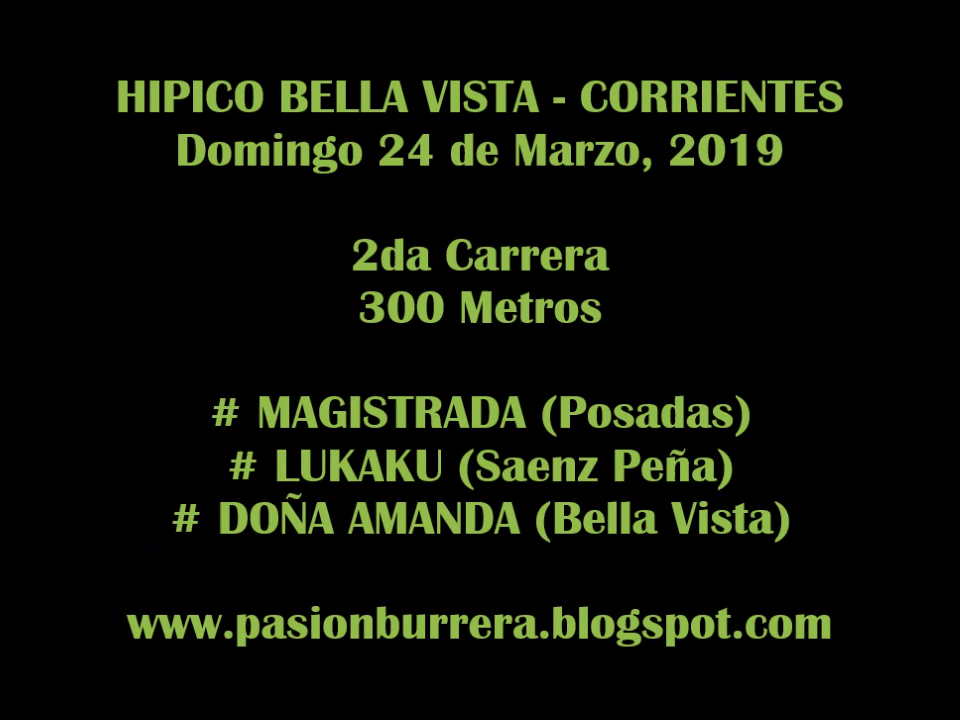 HIPICO BELLA VISTA - CORRIENTES
Domingo 24 de Marzo, 2019
2da Carrera
300 Metros
# MAGISTRADA (Posadas)
# LUKAKU (Saenz Peña)
# DOÑA AMANDA (Bella Vista)
www.pasionburrera.blogspot.com